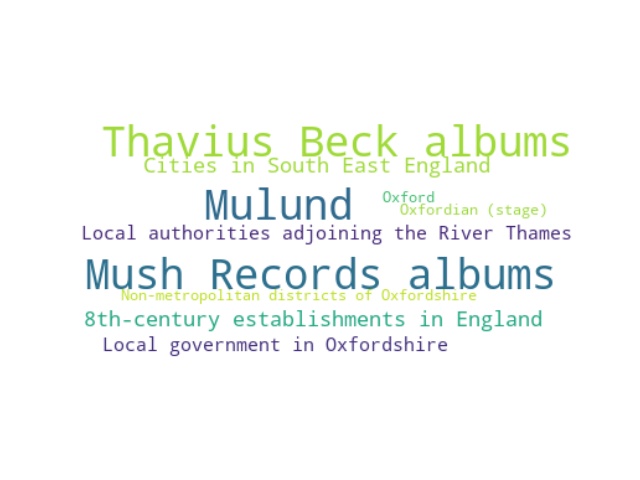 Thavius Beck albums
Cities in South East England
Mulund
Oxford
Oxfordian (stage)
Local authorities adjoining the River Thames
Mush Records albums
Non-metropolitan districts of Oxfordshire
8th-century establishments in England
Local government in Oxfordshire